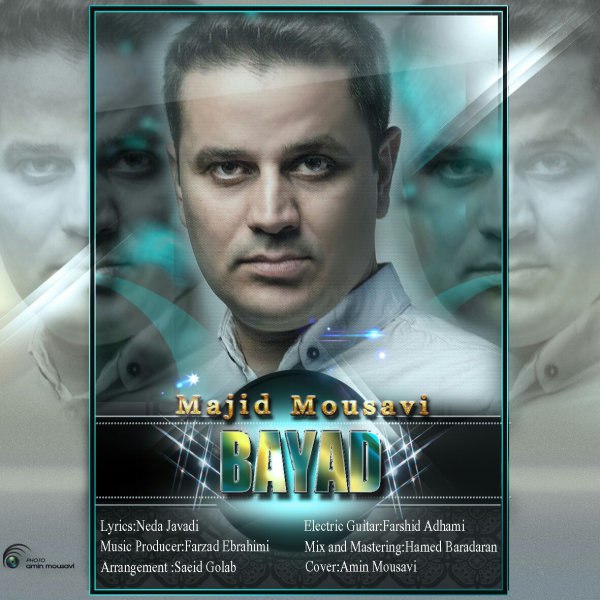 Majid Mousavi
BAYAD
Lyrics:Neda Javadi
Music Producer:Farzad Ebrahimi
Arrangement :Saeid Golab
Electric Guitar:Farshid Adhami
Mix and Mastering:Hamed Baradaran
Cover:Amin Mousavi
PHOTO
amin mousavi